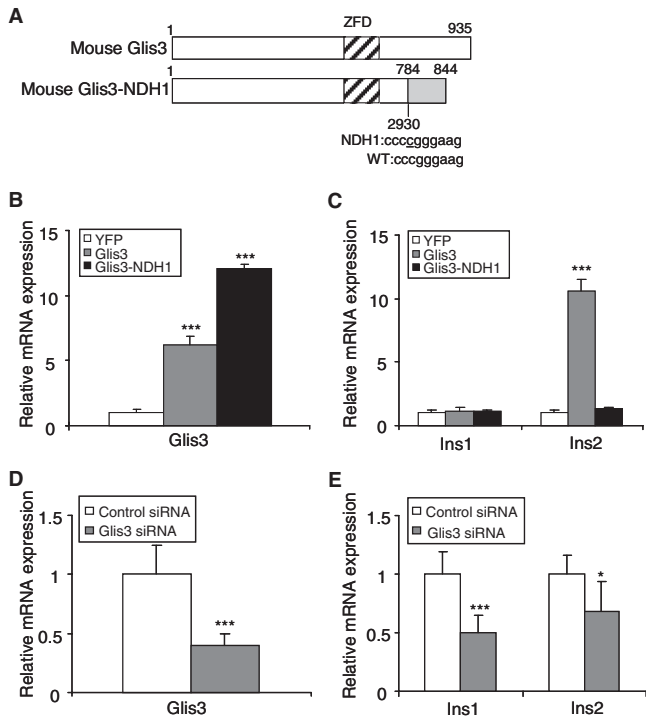 A
ZFD
1
935
Mouse Glis3
1
784
844
Mouse Glis3-NDH1
2930
NDH1:ccccgggaag
WT:cccgggaag
B
Relative mRNA expression
15
10
5
0
YFP
Glis3
Glis3-NDH1
***
***
Glis3
C
Relative mRNA expression
15
10
5
0
YFP
Glis3
Glis3-NDH1
***
Ins1
Ins2
D
Relative mRNA expression
1.5
1
0.5
0
Control siRNA
Glis3 siRNA
***
Glis3
E
Relative mRNA expression
1.5
1
0.5
0
Control siRNA
Glis3 siRNA
***
*
Ins1
Ins2